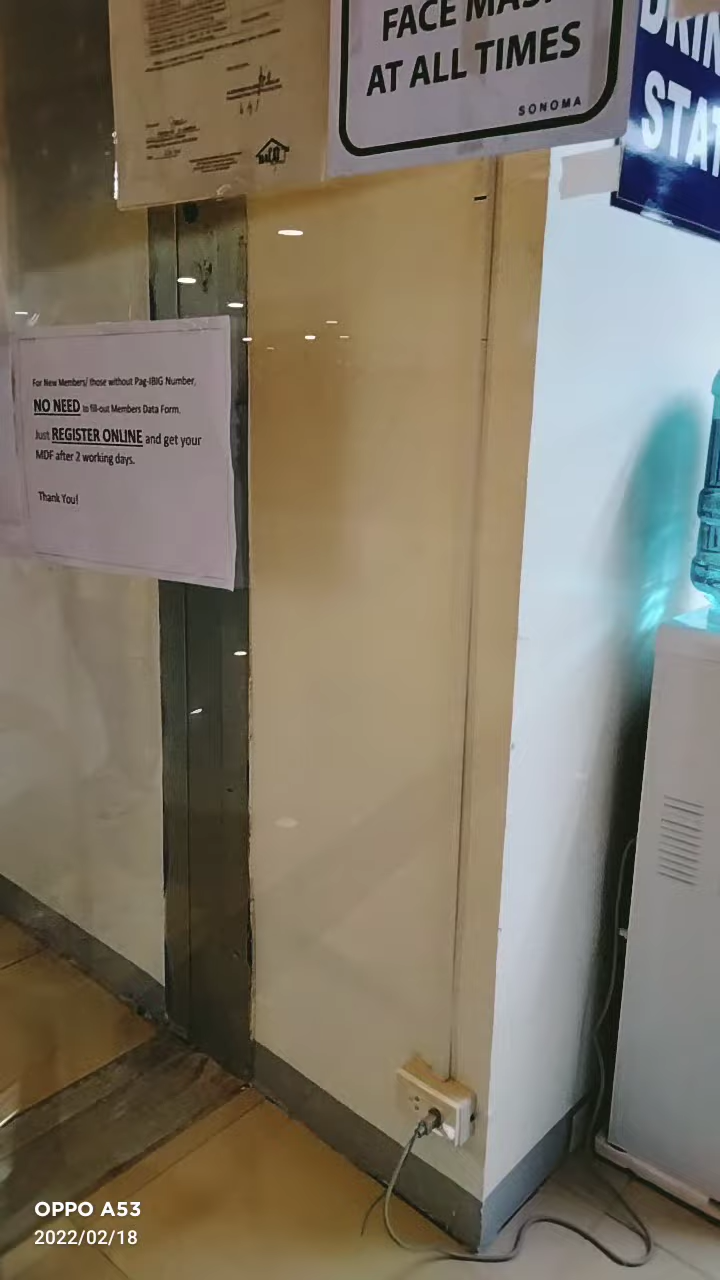 FACE MAS
AT ALL TIMES
SONOMA
DRIN
STAT
For New Members/ those without Pag-IBIG Number,
NO NEED to fill-out Members Data Form.
Just REGISTER ONLINE and get your
MDF after 2 working days.
Thank You!
OPPO A53
2022/02/18